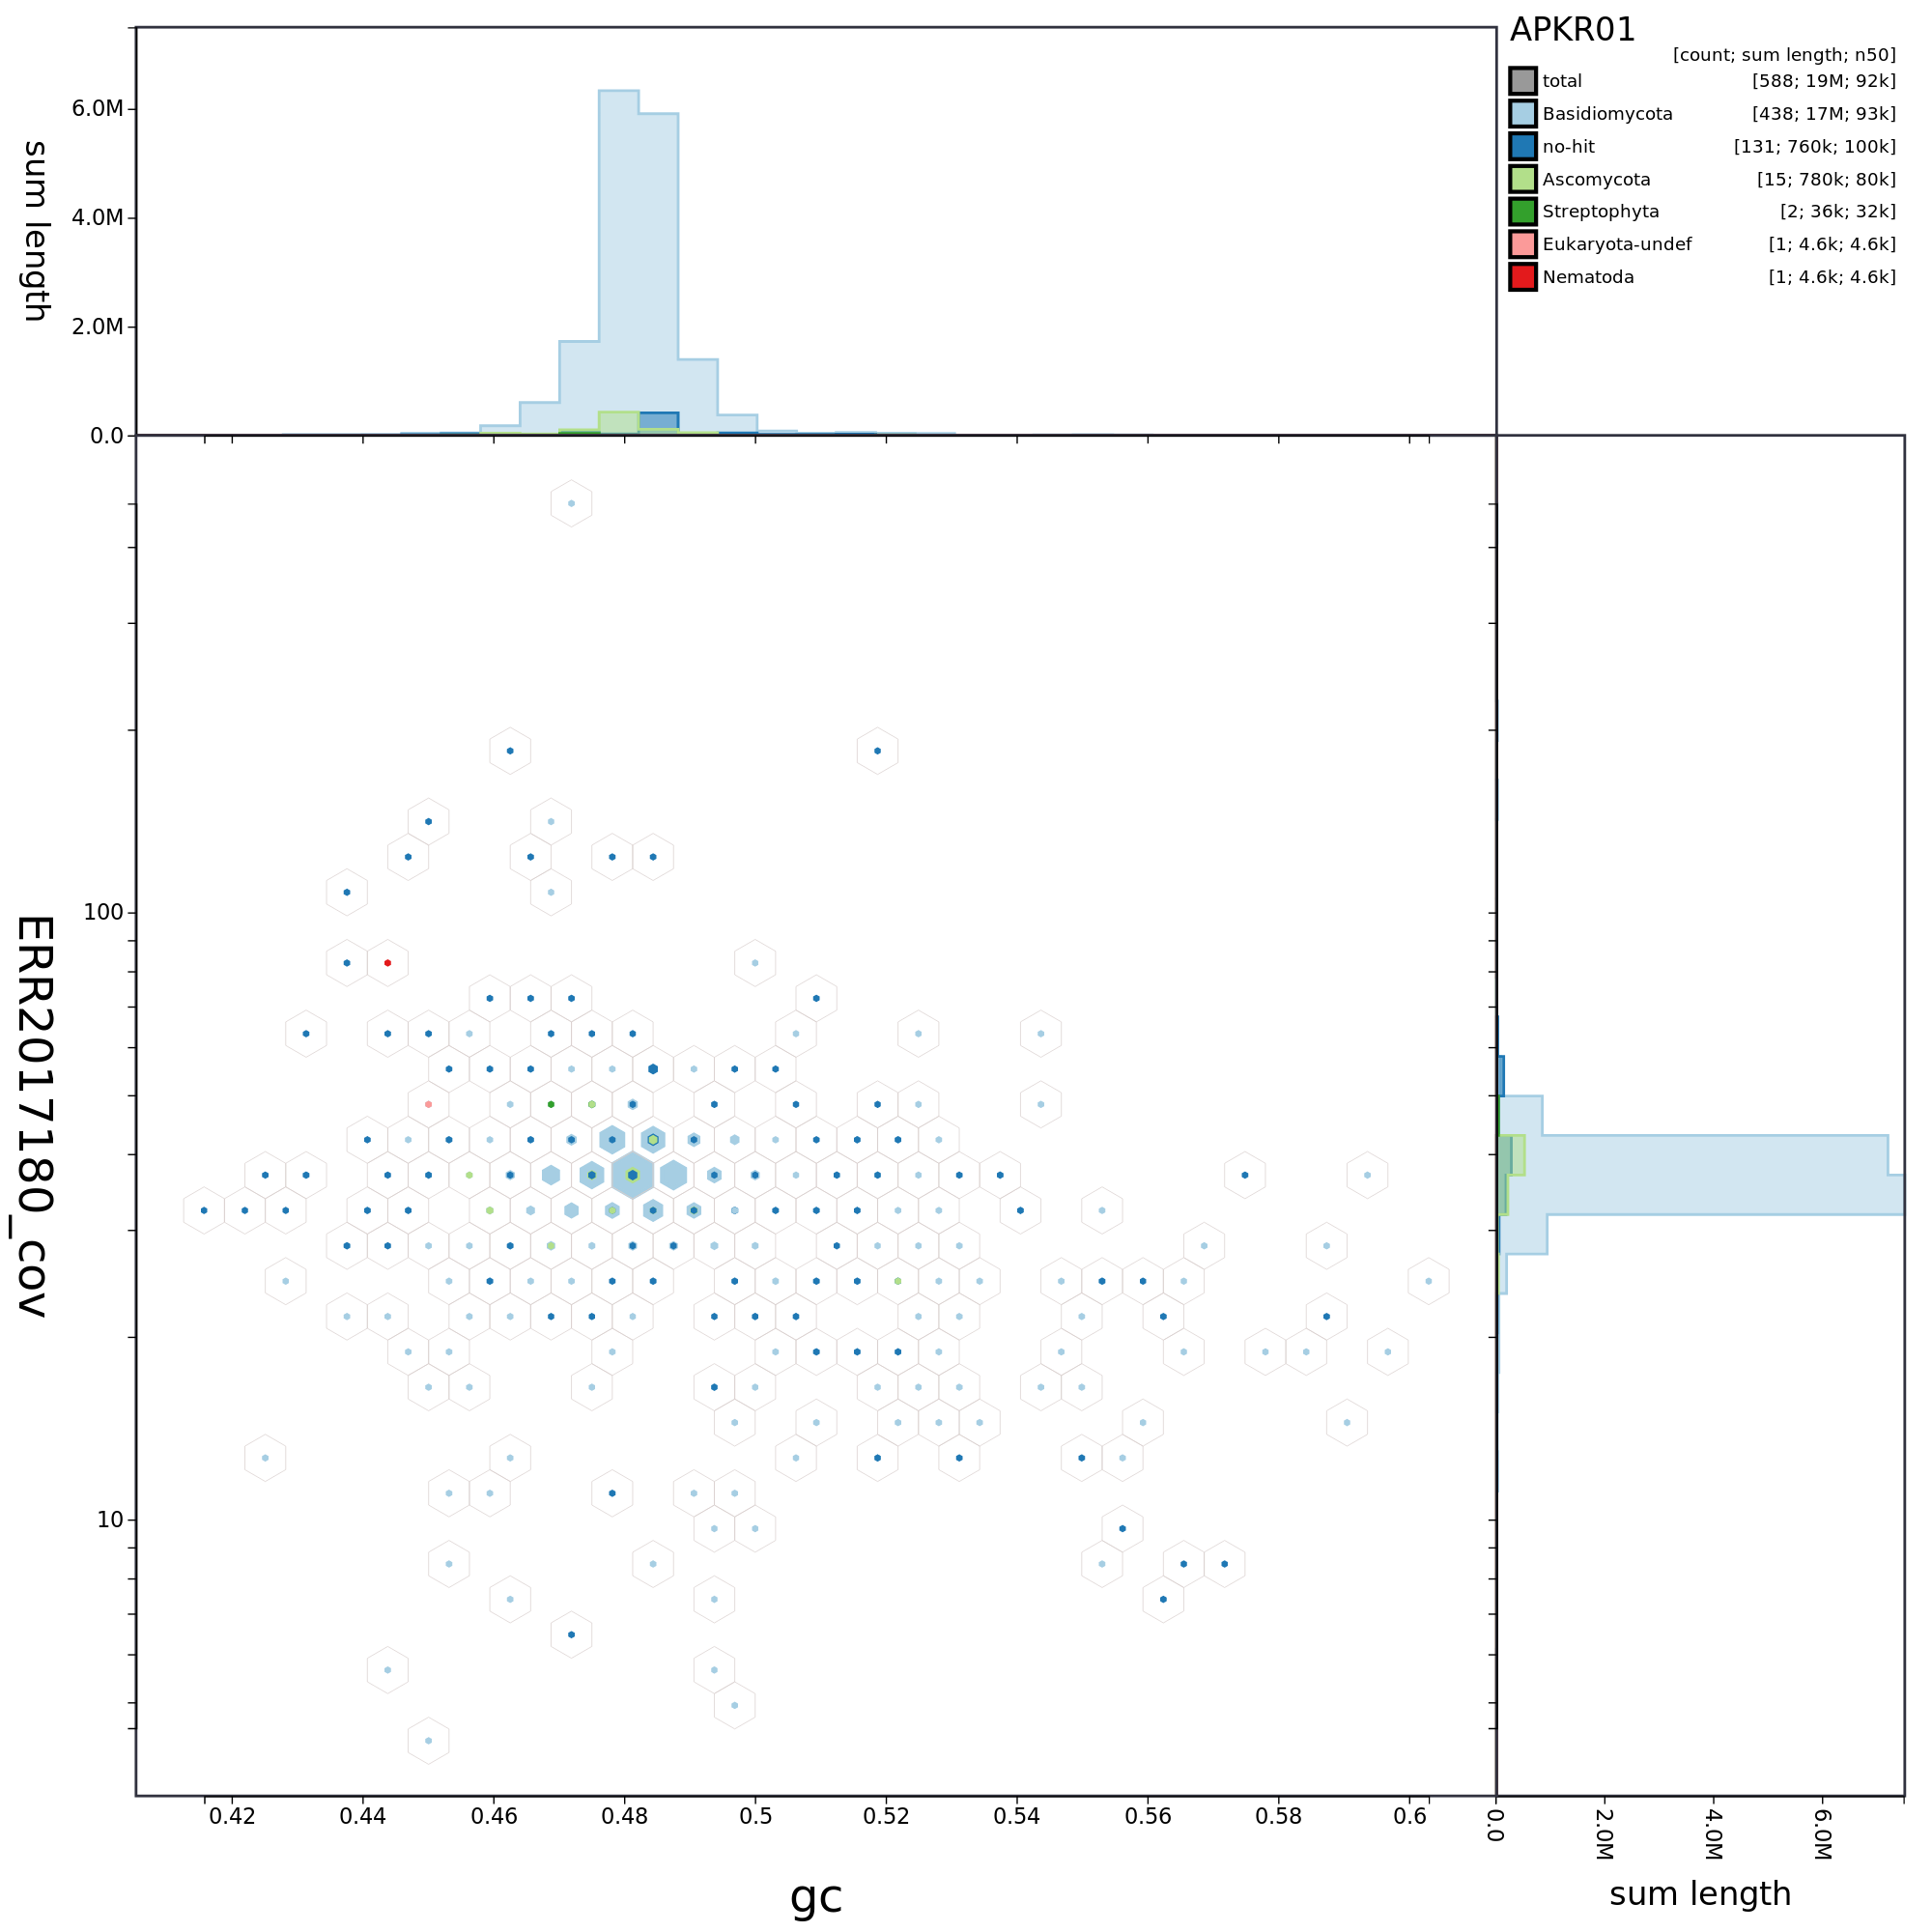 APKR01
[count; sum length; n50]
total [588; 19M; 92k]
Basidiomycota [438; 17M; 93k]
no-hit [131; 760k; 100k]
Ascomycota [15; 780k; 80k]
Streptophyta [2; 36k; 32k]
Eukaryota-undef [1; 4.6k; 4.6k]
Nematoda [1; 4.6k; 4.6k]
sum length
6.0M
4.0M
2.0M
0.0
ERR2017180_cov
100
10
0.42 0.44 0.46 0.48 0.5 0.52 0.54 0.56 0.58 0.6
gc
0.0 2.0M 4.0M 6.0M
sum length